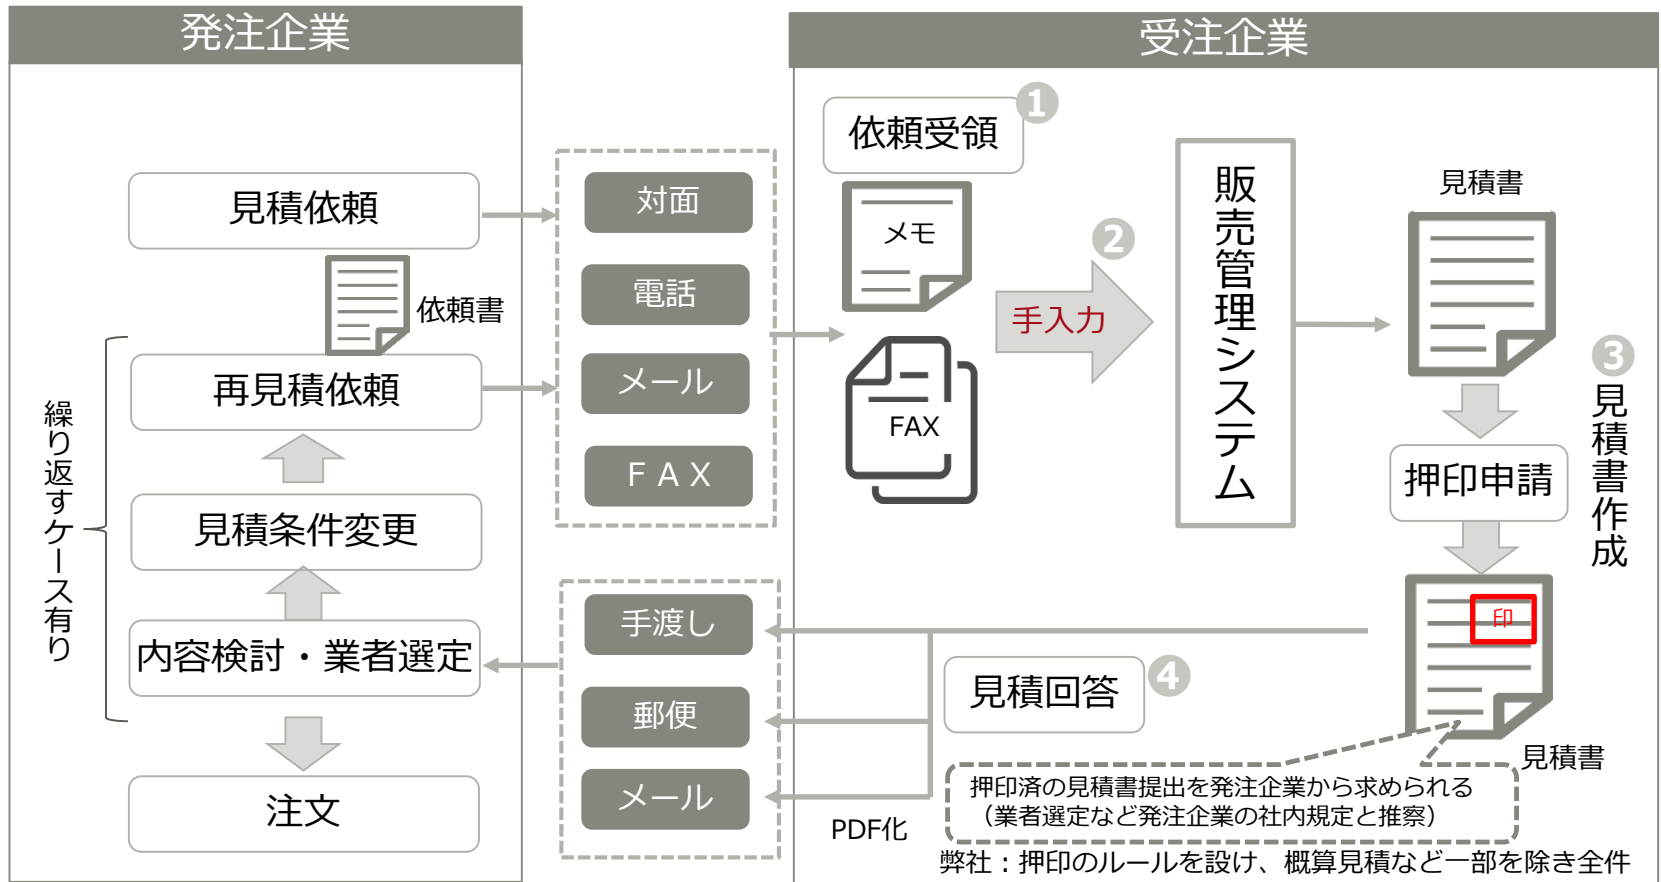 発注企業
受注企業
見積依頼
依頼書
再見積依頼
見積条件変更
内容検討・業者選定
注文
繰り返すケース有り
対面
電話
メール
ＦＡＸ
手渡し
郵便
メール
PDF化
1
依頼受領
メモ
FAX
2
手入力
販売管理システム
見積書
3
見積書作成
押印申請
印
見積書
4
見積回答
押印済の見積書提出を発注企業から求められる
（業者選定など発注企業の社内規定と推察）
弊社：押印のルールを設け、概算見積など一部を除き全件